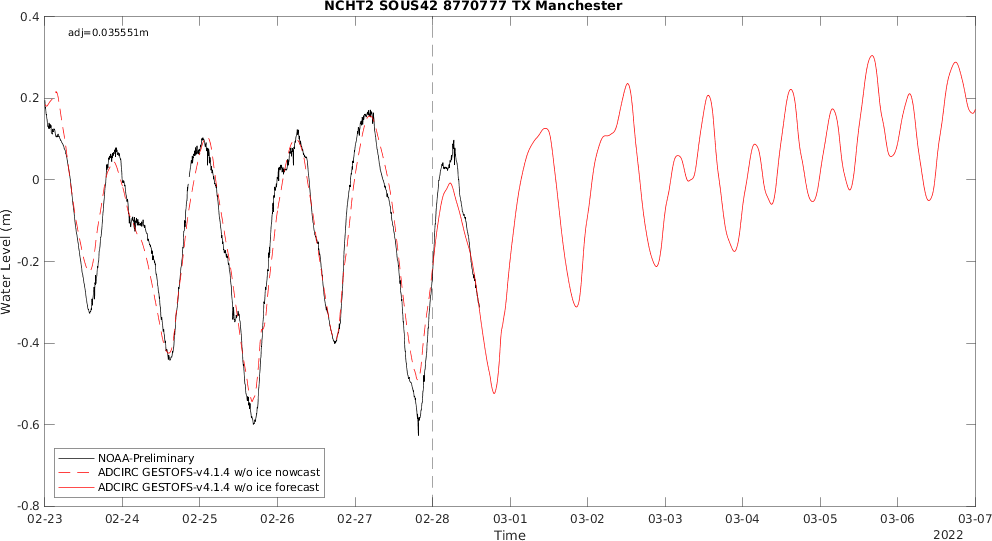 NCHT2 SOUS42 8770777 TX Manchester
adj=0.035551m
0.4
0.2
0
-0.2
-0.4
-0.6
-0.8
Water Level (m)
NOAA-Preliminary
ADCIRC GESTOFS-v4.1.4 w/o ice nowcast
ADCIRC GESTOFS-v4.1.4 w/o ice forecast
02-23 02-24 02-25 02-26 02-27 02-28 03-01 03-02 03-03 03-04 03-05 03-06 03-07
Time
2022